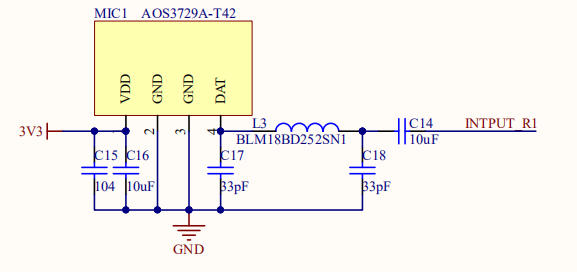 MIC1 AOS3729A-T42
VDD
GND
GND
DAT
3V3
1
2
3
4
L3
BLM18BD252SN1
C14
10uF
INTPUT_R1
C15
104
C16
10uF
C17
33pF
C18
33pF
GND